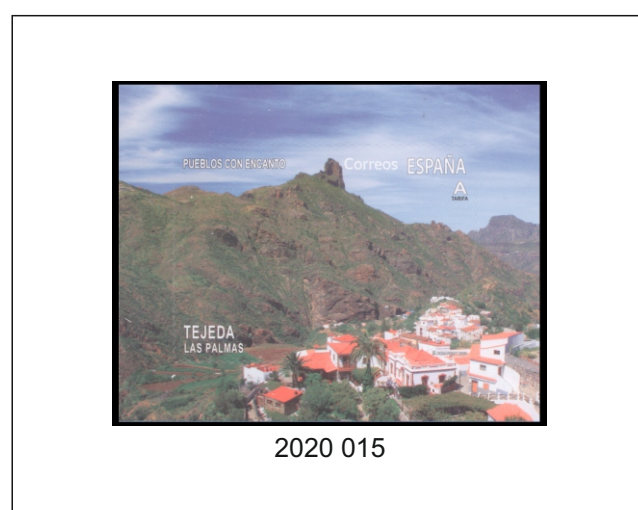 PUEBLOS CON ENCANTO Correos ESPAÑA
A
TARIFA
TEJEDA
LAS PALMAS
2020 015